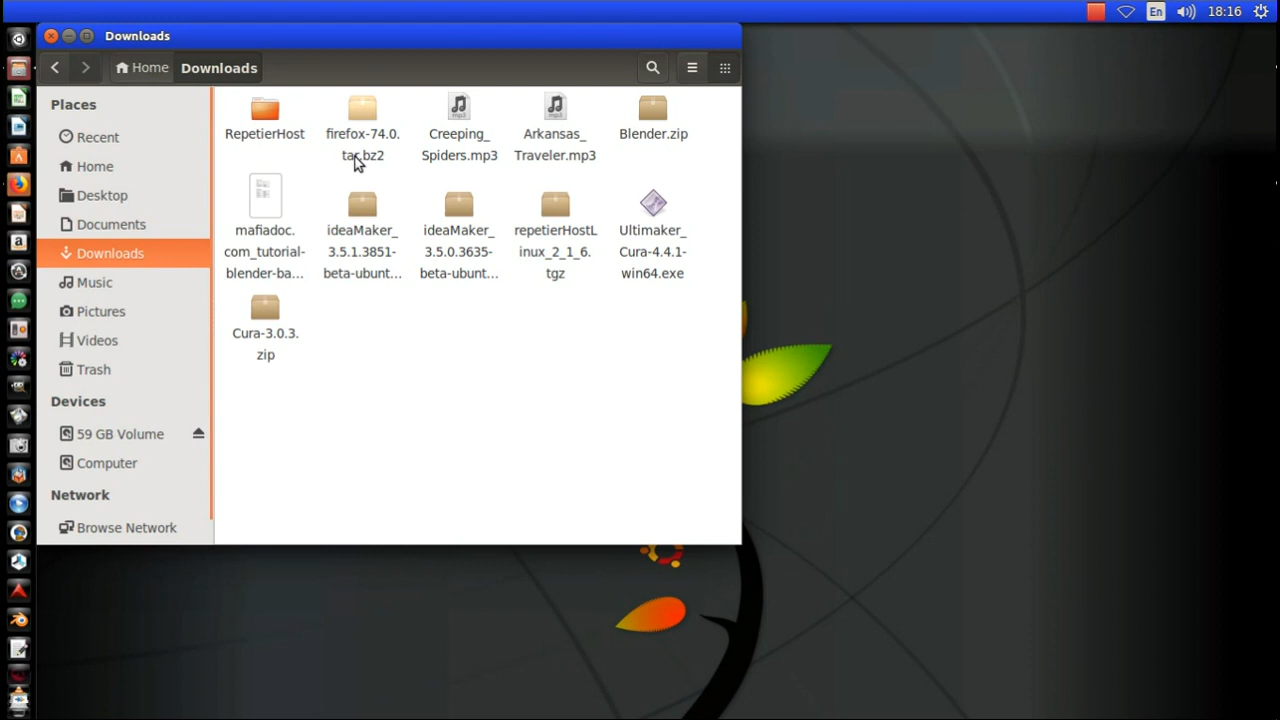 En
18:16
Downloads
Home
Downloads
Places
Recent
Home
Desktop
Documents
Downloads
Music
Pictures
Videos
Trash
Devices
59 GB Volume
Computer
Network
Browse Network
RepetierHost
firefox-74.0.
tar.bz2
Creeping_
Spiders.mp3
Arkansas_
Traveler.mp3
Blender.zip
mafiadoc.
com_tutorial-
blender-ba...
ideaMaker_
3.5.1.3851-
beta-ubunt...
ideaMaker_
3.5.0.3635-
beta-ubunt...
repetierHostL
inux_2_1_6.
tgz
Ultimaker_
Cura-4.4.1-
win64.exe
Cura-3.0.3.
zip